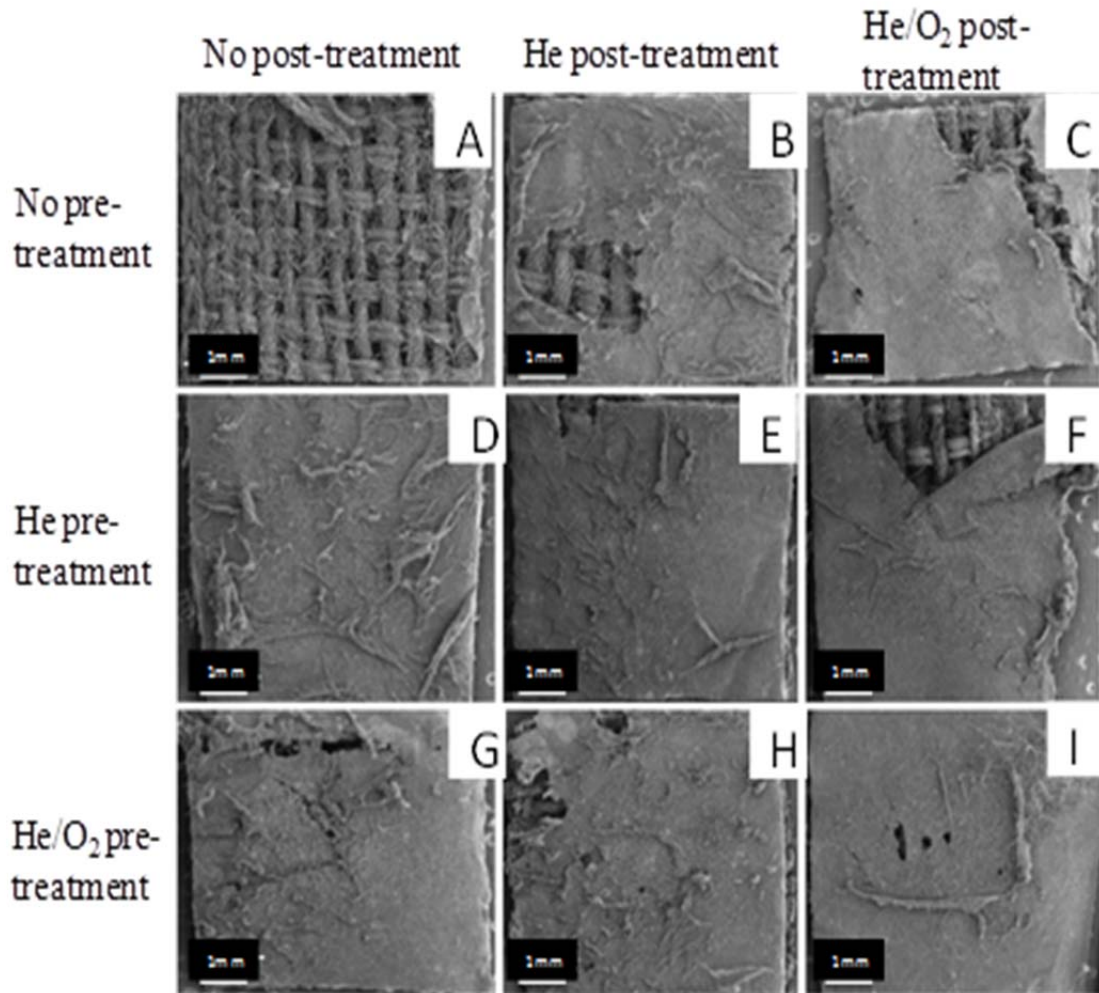 No post-treatment
He post-treatment
He/O₂ post-
treatment
No pre-
treatment
A
B
C
1mm
1mm
1mm
He pre-
treatment
D
E
F
1mm
1mm
1mm
He/O₂ pre-
treatment
G
H
I
1mm
1mm
1mm